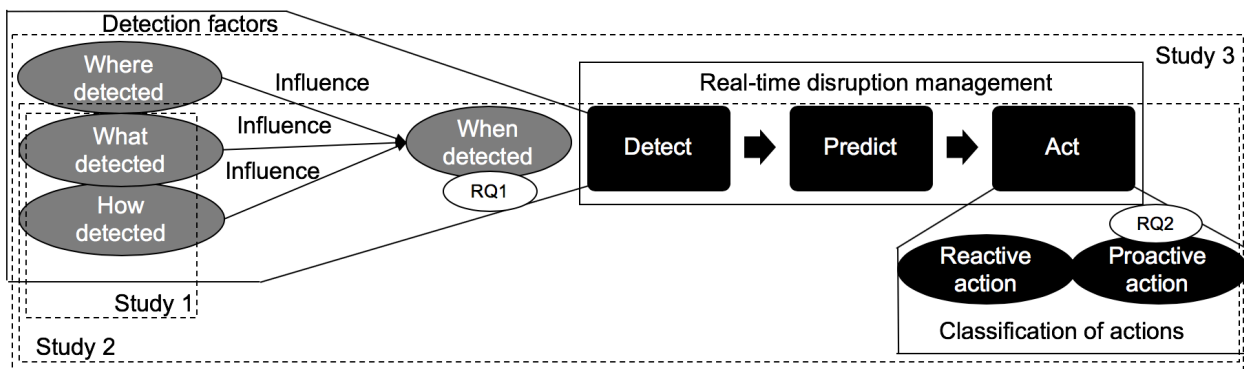 Detection factors
Study 3
Where
detected
Influence
Real-time disruption management
What
detected
Influence
When
detected
Detect
Predict
Act
Influence
RQ1
How
detected
RQ2
Reactive
action
Proactive
action
Study 1
Classification of actions
Study 2